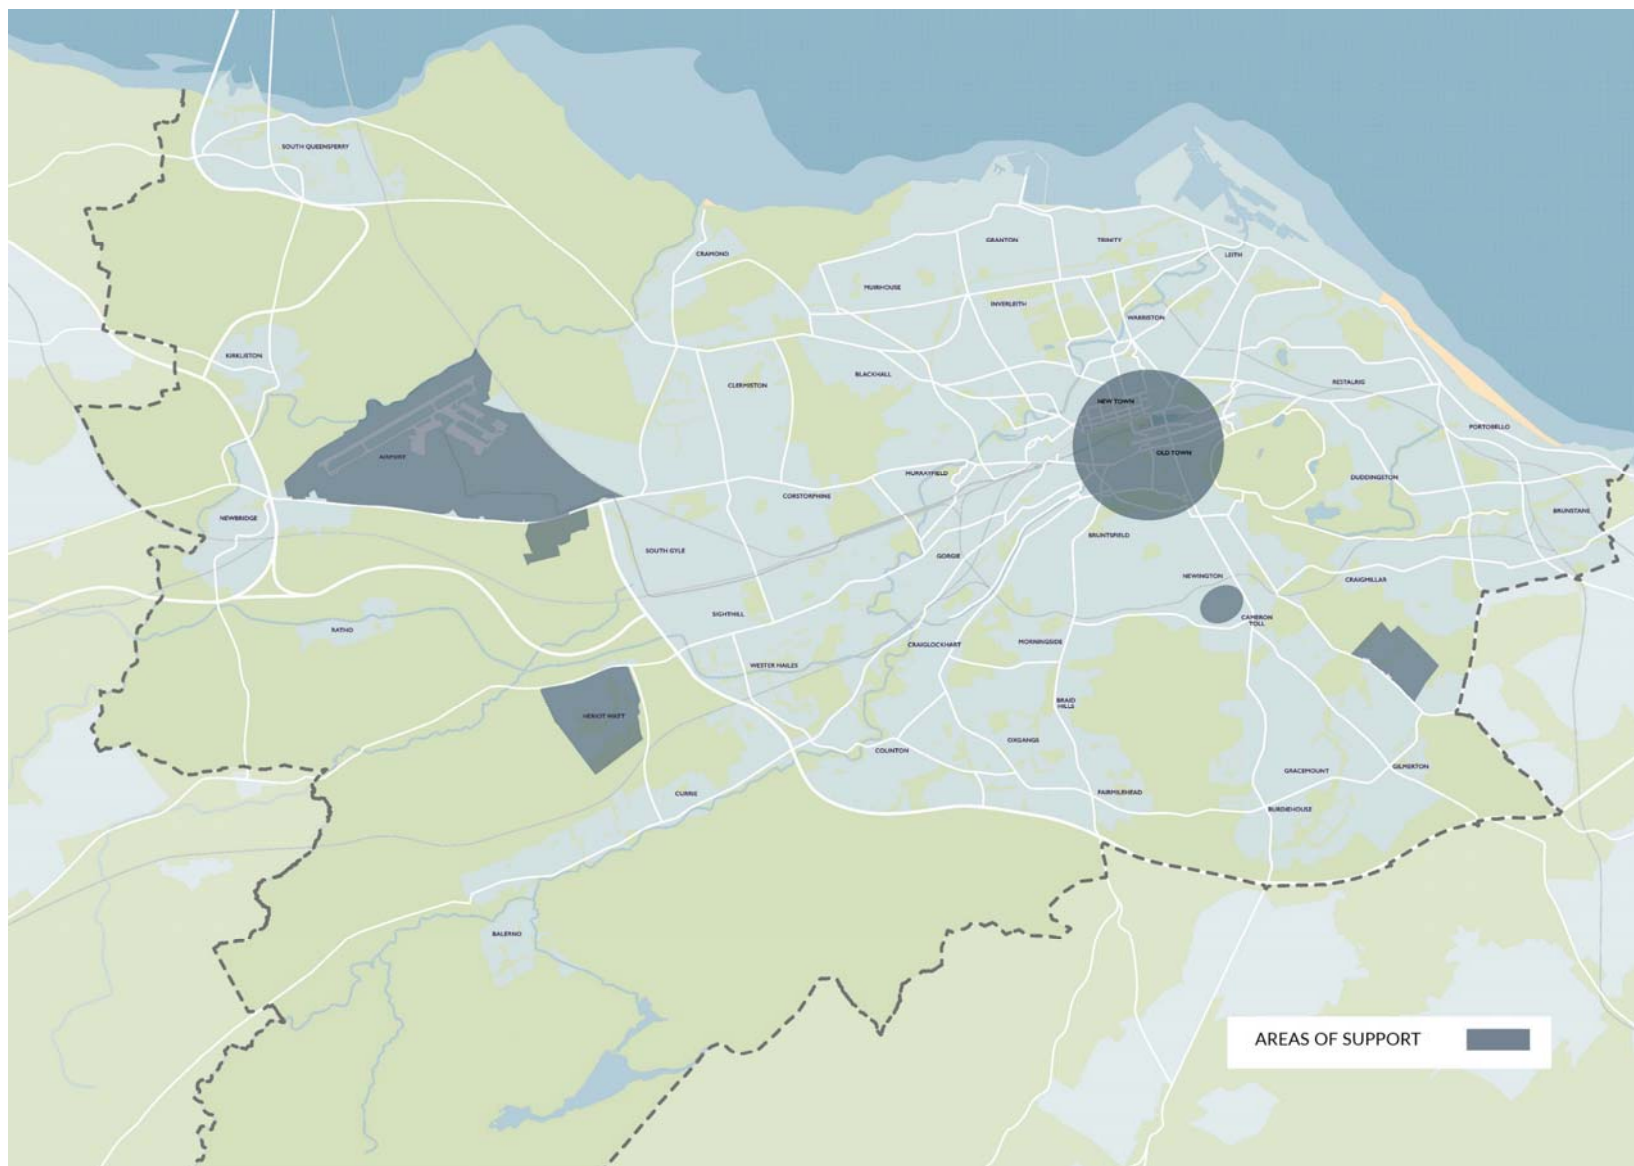 SOUTH QUEENSFERRY
GRANTON
TRINITY
CRAMOND
LEITH
MUIRHOUSE
INVERLEITH
WARRISTON
KIRKLISTON
BLACKHALL
CLERMISTON
RESTALRIG
NEW TOWN
PORTOBELLO
OLD TOWN
AIRPORT
MURRAYFIELD
DUDDINGSTON
CORSTORPHINE
BRUNSTANE
NEWBRIDGE
BRUNTSFIELD
SOUTH GYLE
GORGIE
NEWINGTON
CRAIGMILLAR
SIGHTHILL
CAMERON
TOLL
RATHO
CRAIGLOCKHART
MORNINGSIDE
WESTER HAILES
BRAID
HILLS
HERIOT WATT
OXGANGS
COLINTON
GILMERTON
GRACEMOUNT
CURRIE
FAIRMILEHEAD
BURDIEHOUSE
BALERNO
AREAS OF SUPPORT